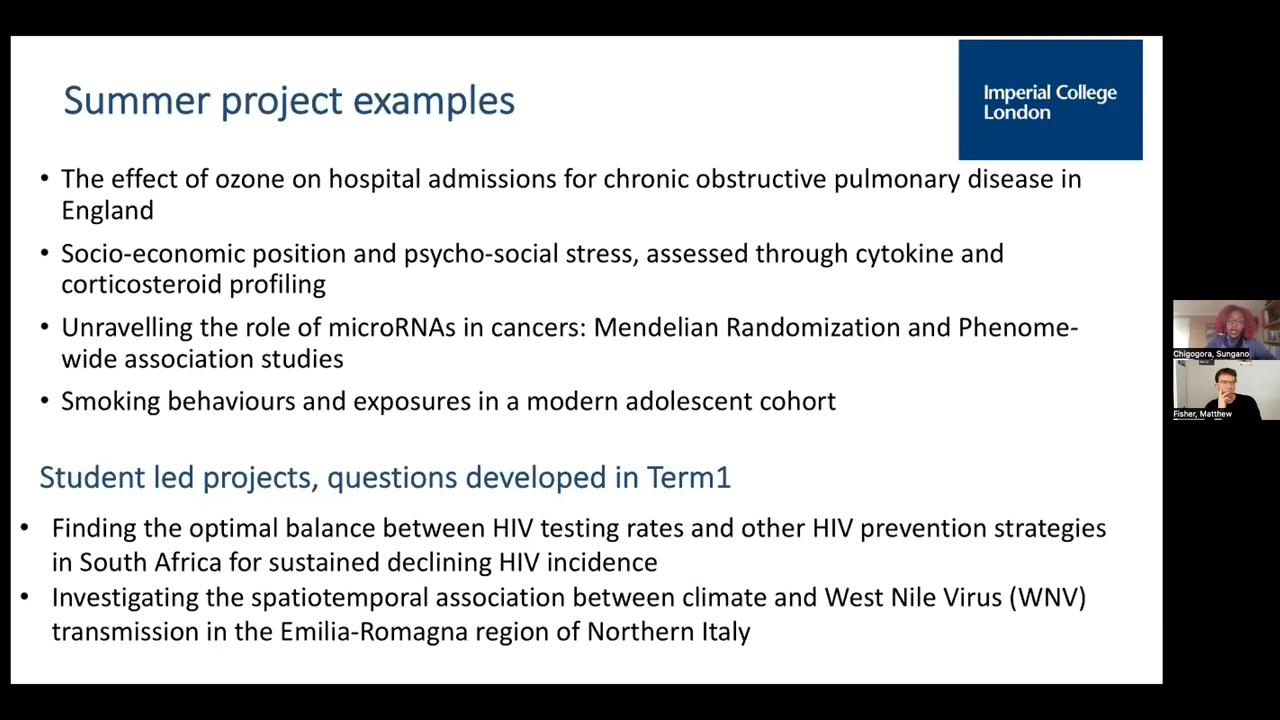 Summer project examples
Imperial College
London
• The effect of ozone on hospital admissions for chronic obstructive pulmonary disease in
England
• Socio-economic position and psycho-social stress, assessed through cytokine and
corticosteroid profiling
• Unravelling the role of microRNAs in cancers: Mendelian Randomization and Phenome-
wide association studies
• Smoking behaviours and exposures in a modern adolescent cohort
Student led projects, questions developed in Term1
• Finding the optimal balance between HIV testing rates and other HIV prevention strategies
in South Africa for sustained declining HIV incidence
• Investigating the spatiotemporal association between climate and West Nile Virus (WNV)
transmission in the Emilia-Romagna region of Northern Italy
Chigogora, Sungano
Fisher, Matthew